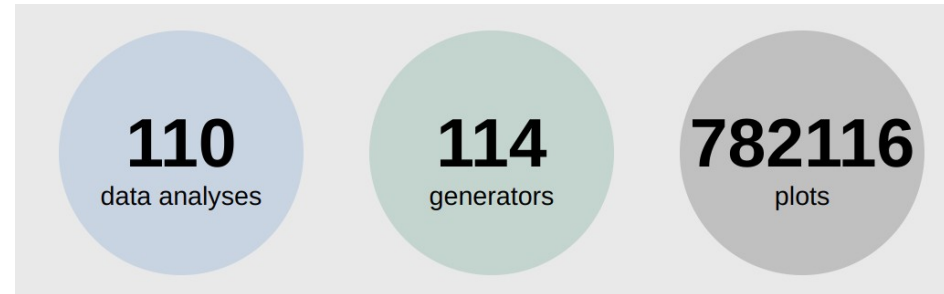 110
data analyses
114
generators
782116
plots